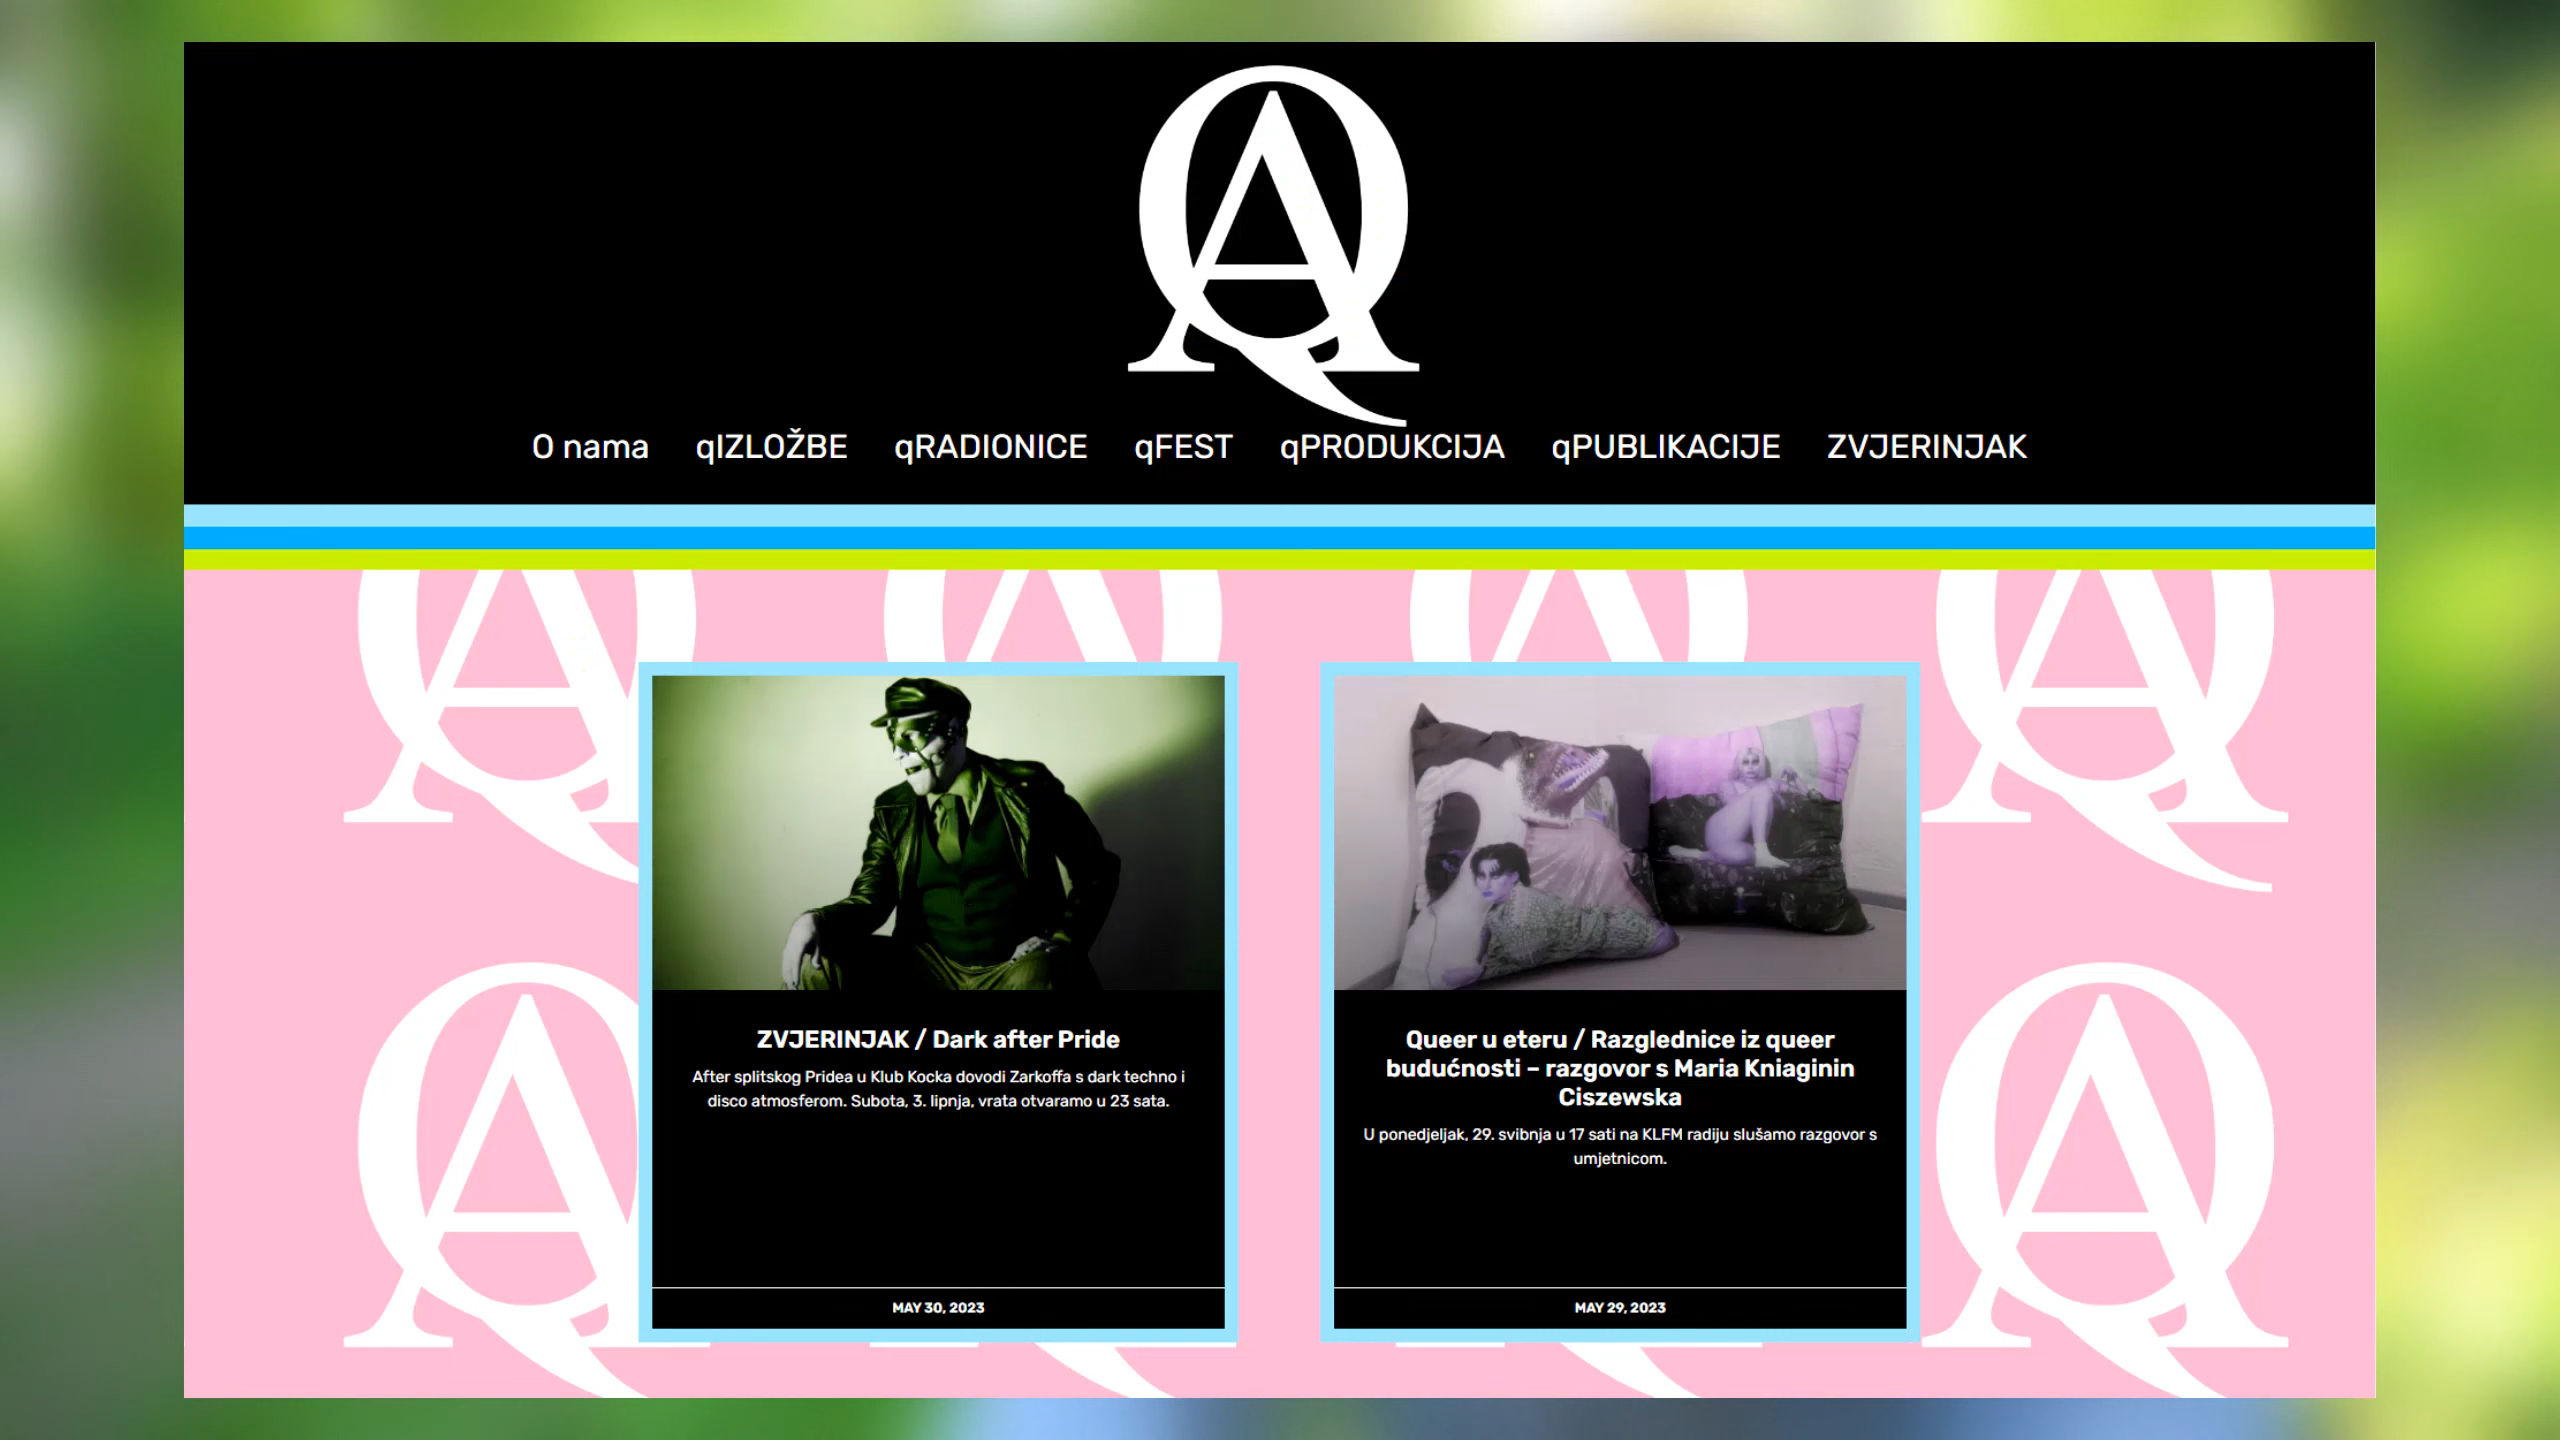 QA
O nama qIZLOŽBE qRADIONICE qFEST qPRODUKCIJA qPUBLIKACIJE ZVJERINJAK
ZVJERINJAK / Dark after Pride
After splitskog Pridea u Klub Kocka dovodi Zarkoffa s dark techno i
disco atmosferom. Subota, 3. lipnja, vrata otvaramo u 23 sata.
MAY 30, 2023
Queer u eteru / Razglednice iz queer
budućnosti – razgovor s Maria Kniaginin
Ciszewska
U ponedjeljak, 29. svibnja u 17 sati na KLFM radiju slušamo razgovor s
umjetnicom.
MAY 29, 2023